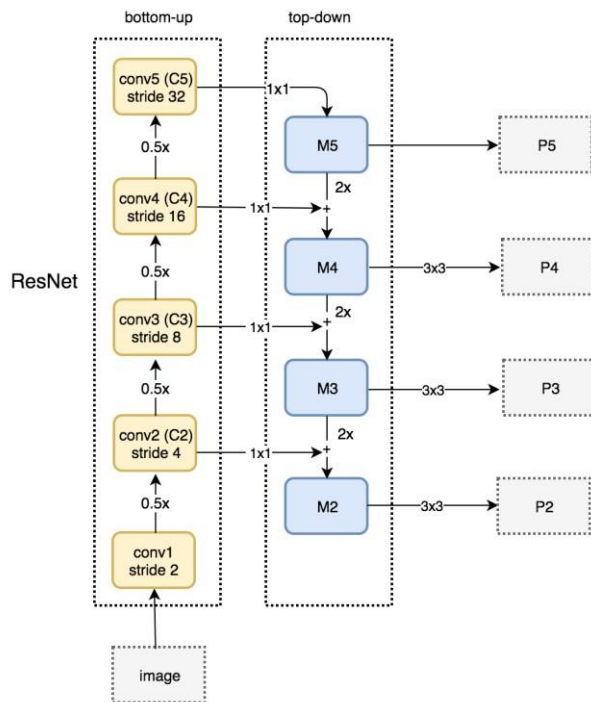 bottom-up
top-down
conv5 (C5)
stride 32
1x1
M5
P5
0.5x
2x
conv4 (C4)
stride 16
1x1
+
M4
3x3
P4
ResNet
0.5x
2x
conv3 (C3)
stride 8
1x1
+
M3
3x3
P3
0.5x
2x
conv2 (C2)
stride 4
1x1
+
M2
3x3
P2
0.5x
conv1
stride 2
image